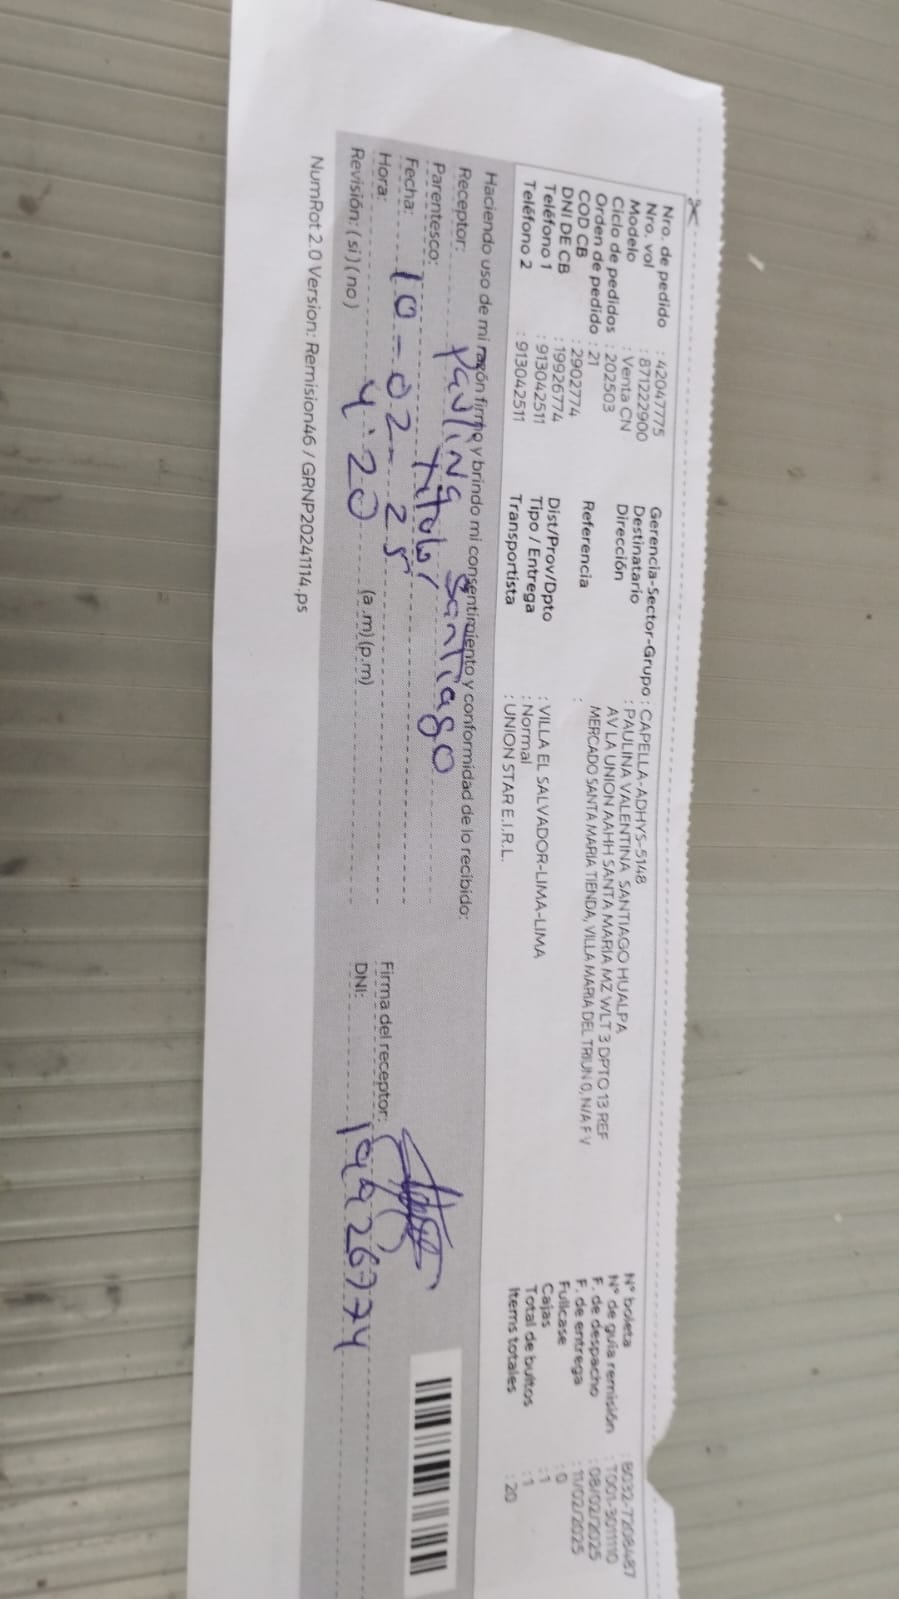 Nro. de pedido : 42047775
Nro. vol : 871222900
Modelo : Venta CN
Ciclo de pedidos : 202503
Orden de pedido : 21
COD CB : 2902774
DNI DE CB : 19926774
Teléfono 1 : 913042511
Teléfono 2 : 913042511
Gerencia-Sector-Grupo : CAPELLA-ADHYS-5148
Destinatario : PAULINA VALENTINA SANTIAGO HUALPA
Dirección AV LA UNION AAHH SANTA MARIA MZ WLT 3 DPTO 13 REF
MERCADO SANTA MARIA TIENDA, VILLA MARIA DEL TRIUN 0, N/A F V
Referencia :
Dist/Prov/Dpto : VILLA EL SALVADOR-LIMA-LIMA
Tipo / Entrega : Normal
Transportista : UNION STAR E.I.R.L.
N° boleta : B032-7298487
N° de guía remisión : T001-3011110
F. de despacho : 08/02/2025
F. de entrega : 11/02/2025
Fullcase : 0
Cajas : 1
Total de bultos : 1
Items totales : 20
Haciendo uso de mi razón firmo y brindo mi consentimiento y conformidad de lo recibido:
Receptor: Paulina Santiago
Parentesco: titular
Fecha: 10-02-25
Hora: 4:20 (a.m) (p.m)
Revisión: ( si ) ( no )
Firma del receptor:
DNI: 19926774
NumRot 2.0 Version: Remision46 / GRNP20241114.ps